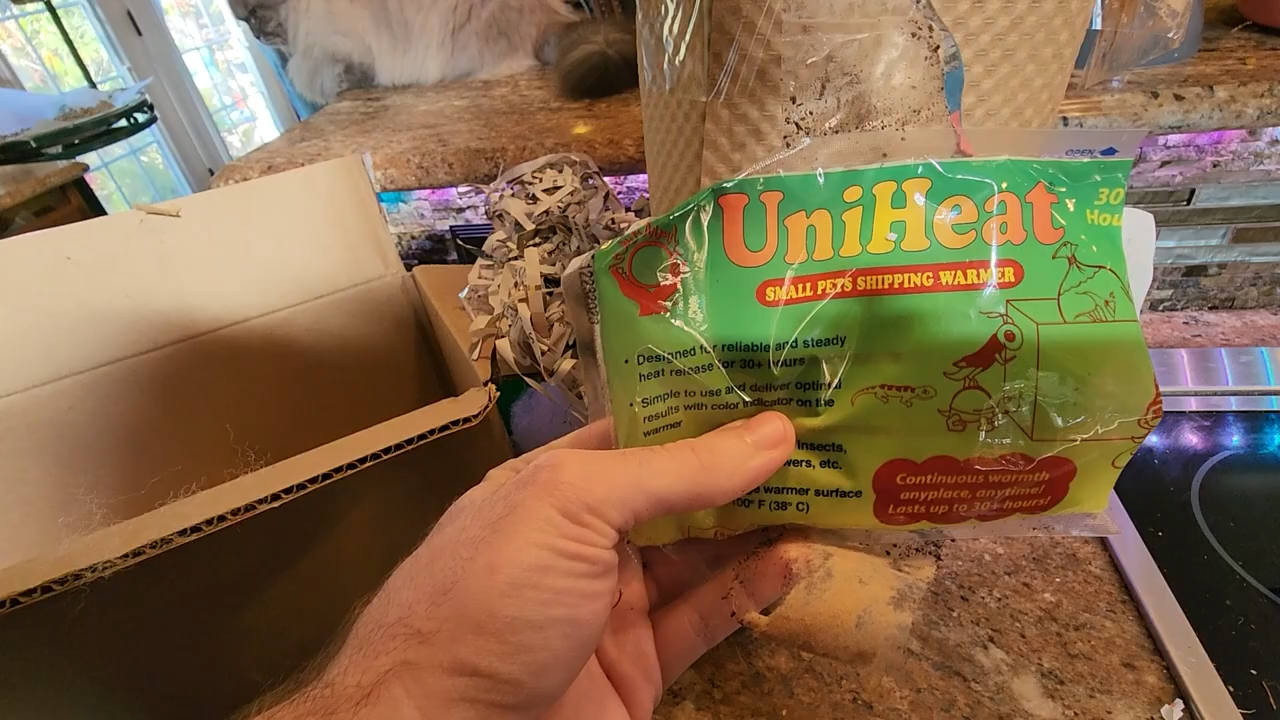 OPEN
UniHeat
30
Hou
SMALL PETS SHIPPING WARMER
• Designed for reliable and steady
heat release for 30+ hours
• Simple to use and deliver optimal
results with color indicator on the
warmer
insects,
wers, etc.
warmer surface
100° F (38° C)
Continuous warmth
anyplace, anytime!
Lasts up to 30+ hours!